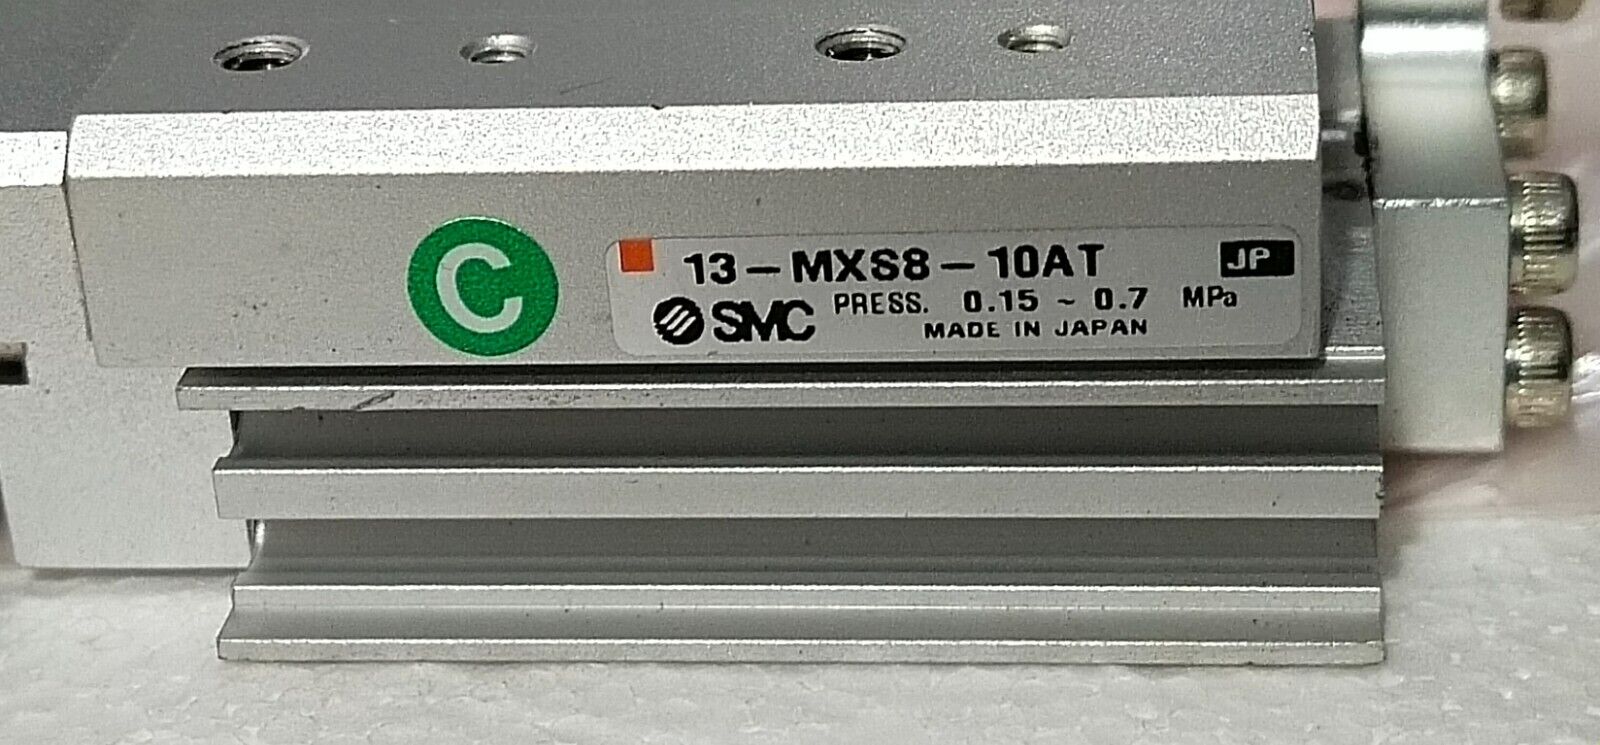 C
13-MXS8-10AT JP
SMC PRESS. 0.15 ~ 0.7 MPa
MADE IN JAPAN